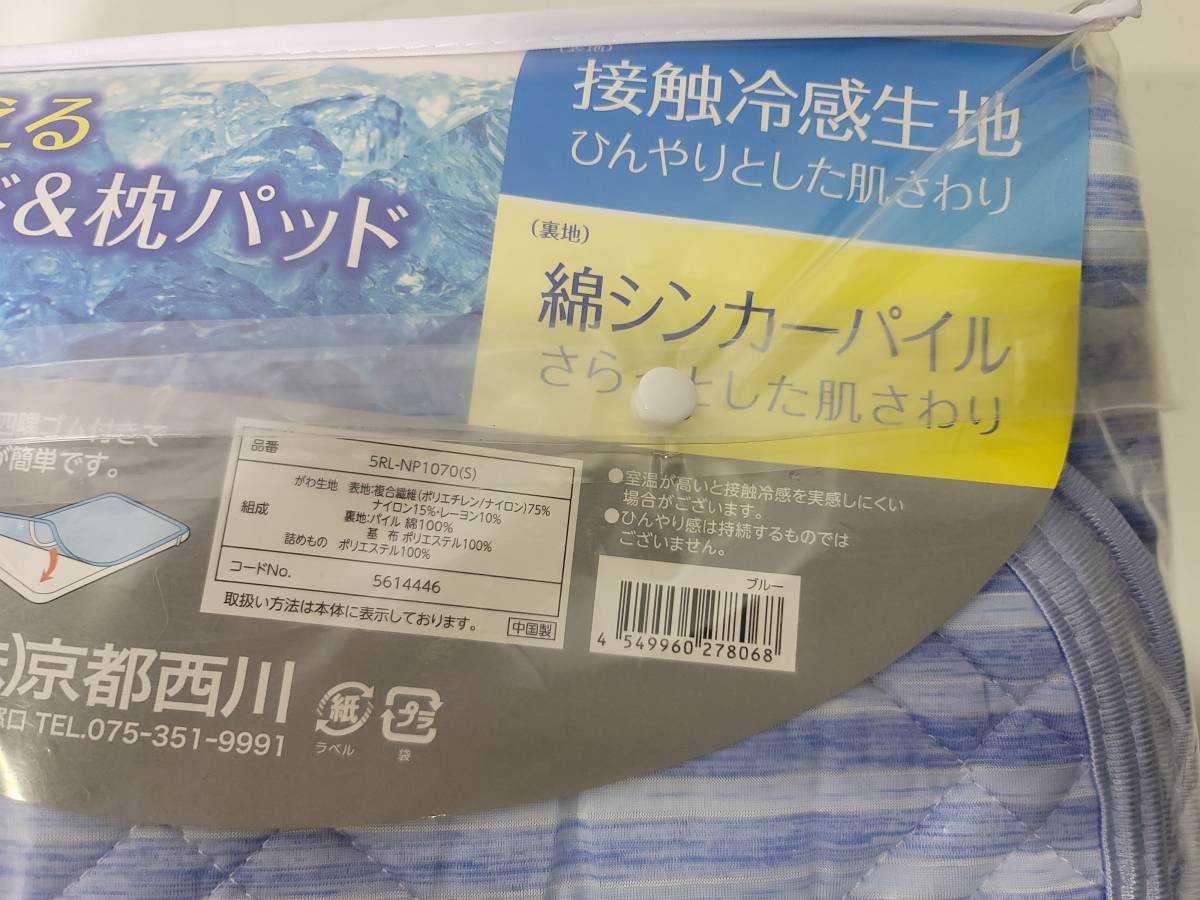 える
&枕パッド
(表地)
接触冷感生地
ひんやりとした肌さわり
(裏地)
綿シンカーパイル
さらっとした肌さわり
四隅ゴム付きで
が簡単です。
品番 5RL-NP1070(S)
組成 がわ生地 表地:複合繊維(ポリエチレン/ナイロン)75%
ナイロン15%・レーヨン10%
裏地:パイル 綿100%
基布 ポリエステル100%
詰めもの ポリエステル100%
コードNo. 5614446
取扱い方法は本体に表示しております。 中国製
●室温が高いと接触冷感を実感しにくい
場合がございます。
●ひんやり感は持続するものでは
ございません。
ブルー
4 549960 278068
株)京都西川
窓口 TEL.075-351-9991
紙
ラベル
プラ
袋